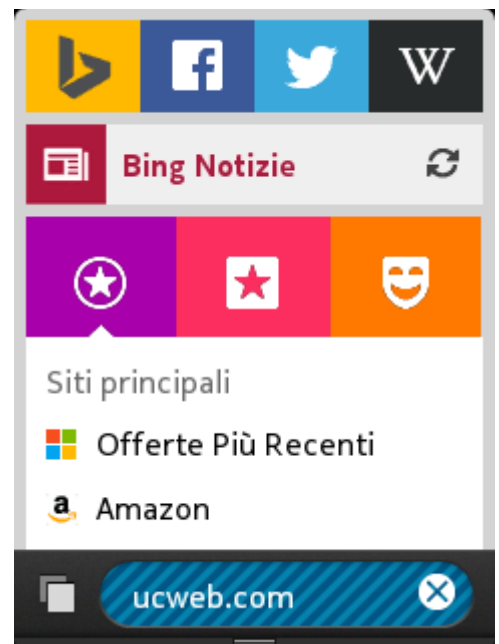 W
Bing Notizie
Siti principali
Offerte Più Recenti
Amazon
ucweb.com